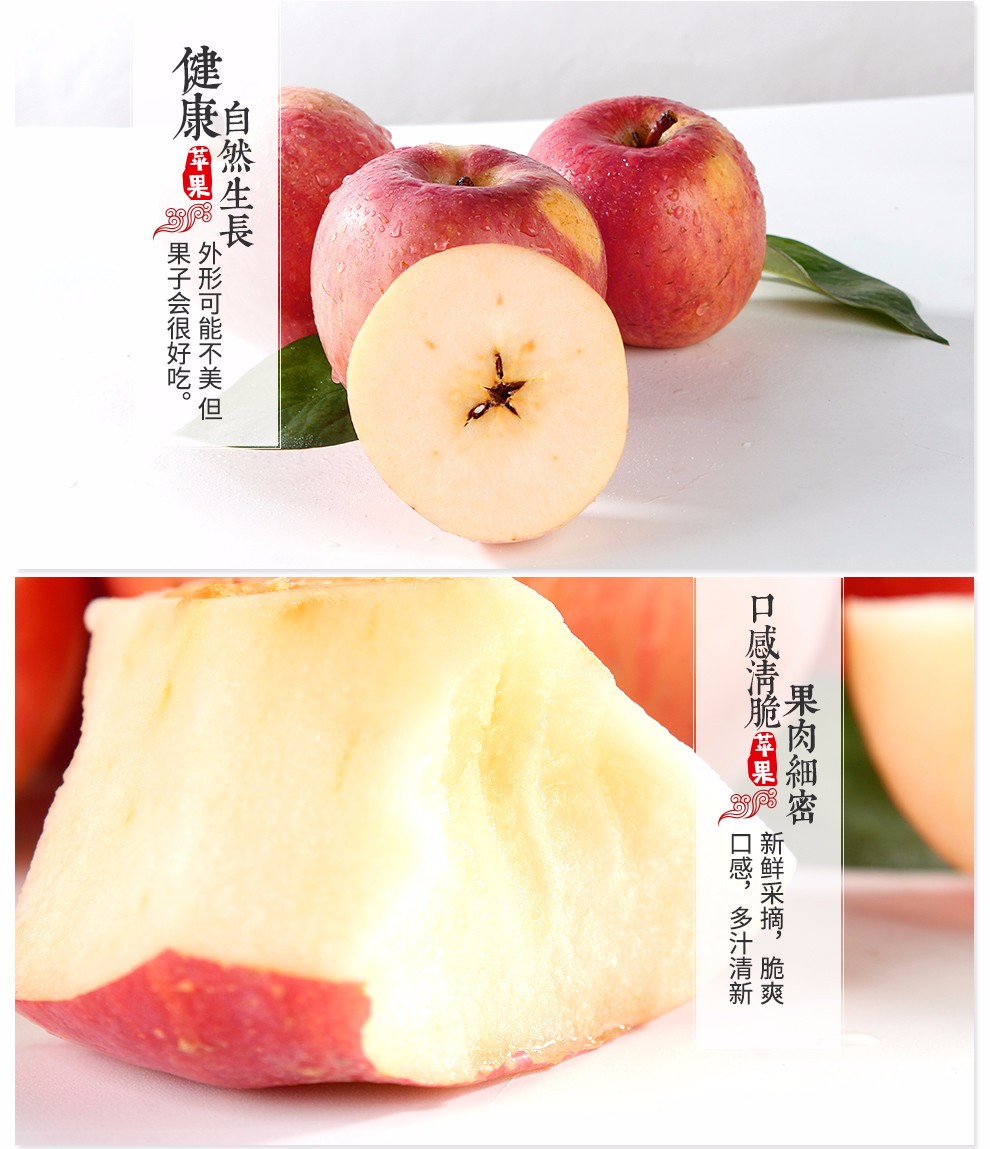 健康
自然生長
苹果
外形可能不美但
果子会很好吃。
口感清脆
果肉細密
苹果
新鲜采摘，脆爽
口感，多汁清新